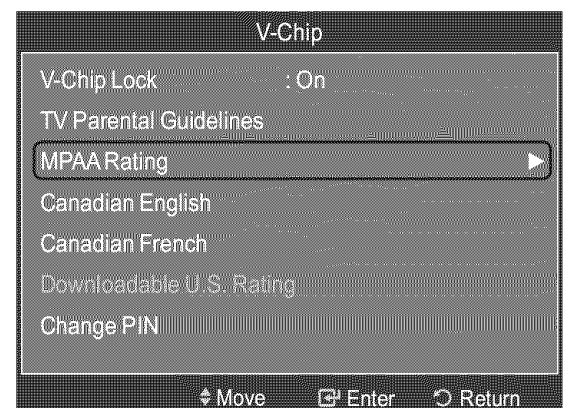 V-Chip
V-Chip Lock : On
TV Parental Guidelines
MPAA Rating
Canadian English
Canadian French
Downloadable U.S. Rating
Change PIN
Move Enter Return